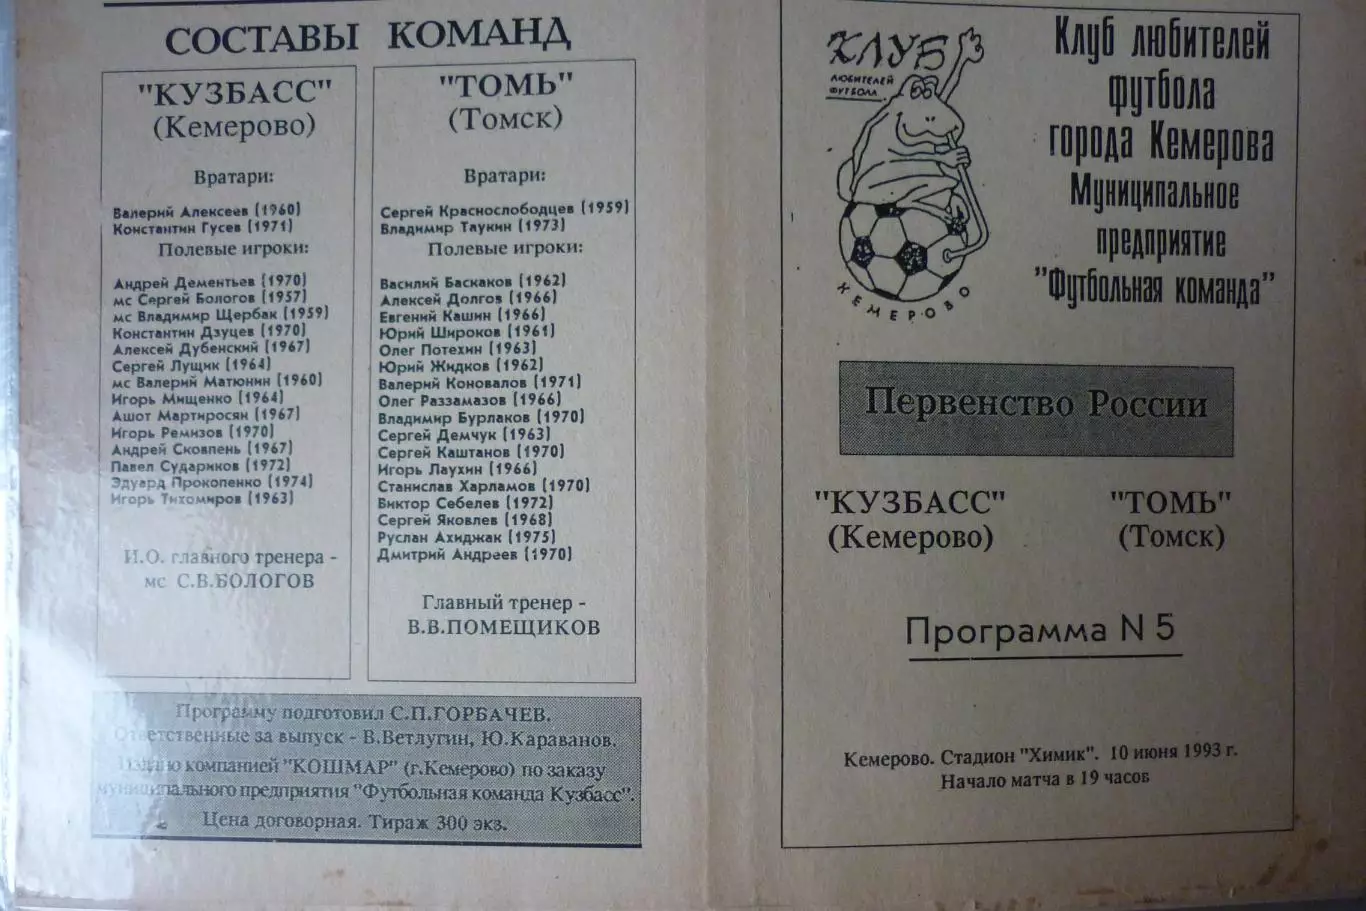 СОСТАВЫ КОМАНД
"КУЗБАСС"
(Кемерово)
Вратари:
Валерий Алексеев (1960)
Константин Гусев (1971)
Полевые игроки:
Андрей Дементьев (1970)
мс Сергей Бологов (1957)
мс Владимир Щербак (1959)
Константин Дзуцев (1970)
Алексей Дубенский (1967)
Сергей Лущик (1964)
мс Валерий Матюнин (1960)
Игорь Мищенко (1964)
Ашот Мартиросян (1967)
Игорь Ремизов (1970)
Андрей Сковпень (1967)
Павел Судариков (1972)
Эдуард Прокопенко (1974)
Игорь Тихомиров (1963)
И.О. главного тренера -
мс С.В.БОЛОГОВ
"ТОМЬ"
(Томск)
Вратари:
Сергей Краснослободцев (1959)
Владимир Таукин (1973)
Полевые игроки:
Василий Баскаков (1962)
Алексей Долгов (1966)
Евгений Кашин (1966)
Юрий Широков (1961)
Олег Потехин (1963)
Юрий Жидков (1962)
Валерий Коновалов (1971)
Олег Раззамазов (1966)
Владимир Бурлаков (1970)
Сергей Демчук (1963)
Сергей Каштанов (1970)
Игорь Лаухин (1966)
Станислав Харламов (1970)
Виктор Себелев (1972)
Сергей Яковлев (1968)
Руслан Ахиджак (1975)
Дмитрий Андреев (1970)
Главный тренер -
В.В.ПОМЕЩИКОВ
Программу подготовил С.П.ГОРБАЧЕВ.
Ответственные за выпуск - В.Ветлугин, Ю.Караванов.
Издано компанией "КОШМАР" (г.Кемерово) по заказу
муниципального предприятия "Футбольная команда Кузбасс".
Цена договорная. Тираж 300 экз.
КЛУБ
ЛЮБИТЕЛЕЙ
ФУТБОЛА
КЕМЕРОВО
Клуб любителей
футбола
города Кемерова
Муниципальное
предприятие
"Футбольная команда"
Первенство России
"КУЗБАСС" "ТОМЬ"
(Кемерово) (Томск)
Программа N 5
Кемерово. Стадион "Химик". 10 июня 1993 г.
Начало матча в 19 часов